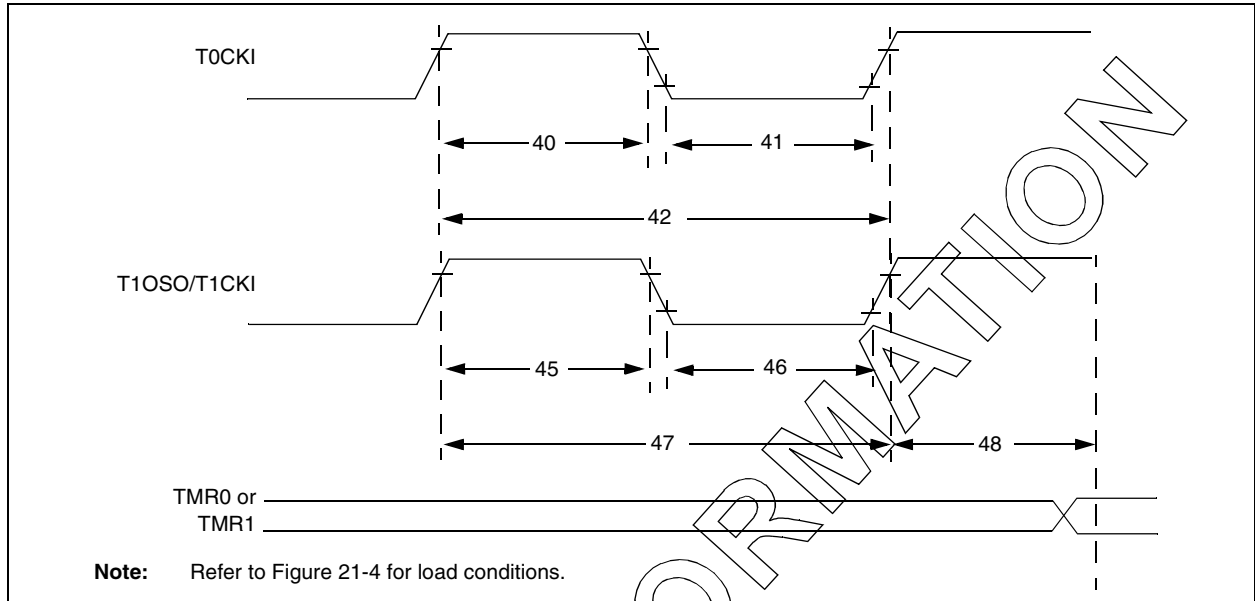 T0CKI
40
41
42
T1OSO/T1CKI
45
46
47
48
TMR0 or
TMR1
Note: Refer to Figure 21-4 for load conditions.
ORMATION